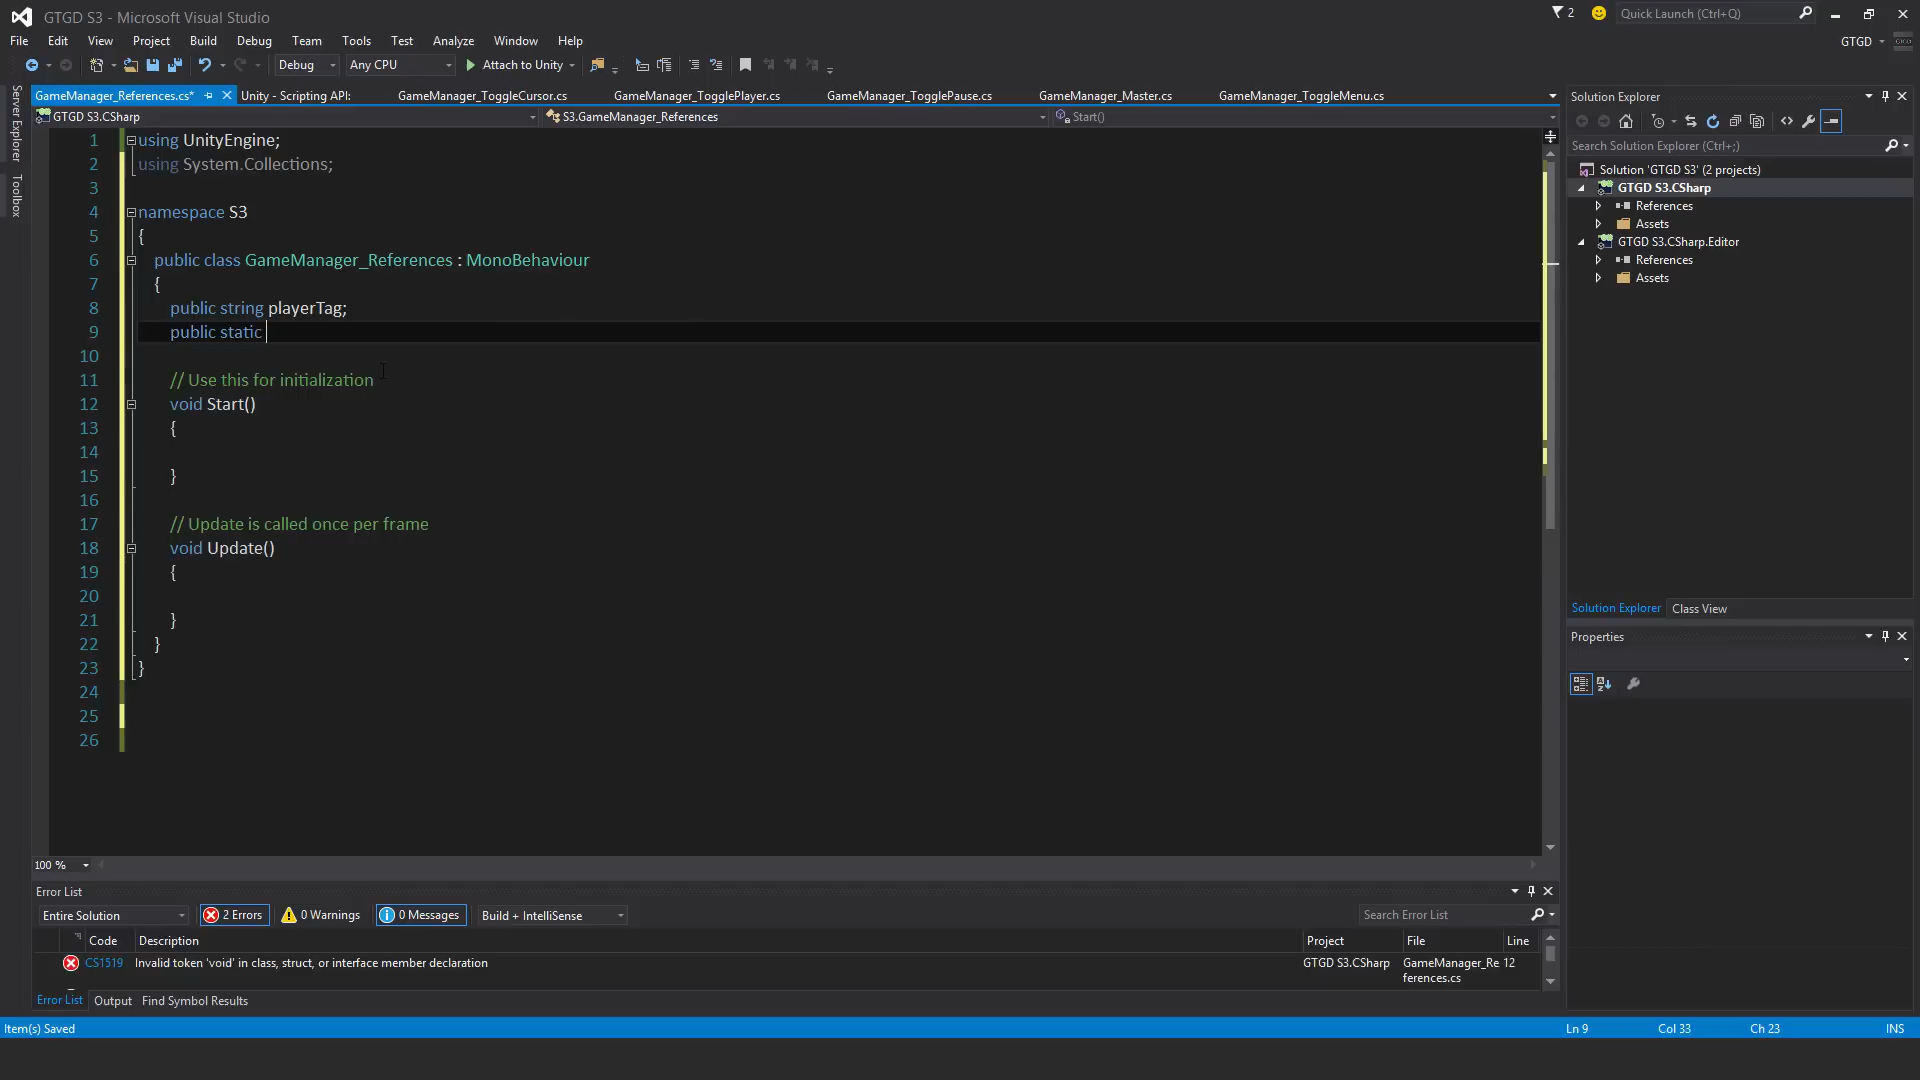 GTGD S3 - Microsoft Visual Studio
2
Quick Launch (Ctrl+Q)
File Edit View Project Build Debug Team Tools Test Analyze Window Help
GTGD
Debug Any CPU Attach to Unity
Server Explorer
Toolbox
GameManager_References.cs* Unity - Scripting API: GameManager_ToggleCursor.cs GameManager_TogglePlayer.cs GameManager_TogglePause.cs GameManager_Master.cs GameManager_ToggleMenu.cs
GTGD S3.CSharp S3.GameManager_References Start()
1 using UnityEngine;
2 using System.Collections;
3
4 namespace S3
5 {
6 public class GameManager_References : MonoBehaviour
7 {
8 public string playerTag;
9 public static
10
11 // Use this for initialization
12 void Start()
13 {
14
15 }
16
17 // Update is called once per frame
18 void Update()
19 {
20
21 }
22 }
23 }
24
25
26
100 %
Solution Explorer
Search Solution Explorer (Ctrl+;)
Solution 'GTGD S3' (2 projects)
GTGD S3.CSharp
References
Assets
GTGD S3.CSharp.Editor
References
Assets
Solution Explorer Class View
Properties
Error List
Entire Solution 2 Errors 0 Warnings 0 Messages Build + IntelliSense Search Error List
Code Description Project File Line
CS1519 Invalid token 'void' in class, struct, or interface member declaration GTGD S3.CSharp GameManager_Re 12
ferences.cs
Error List Output Find Symbol Results
Item(s) Saved Ln 9 Col 33 Ch 23 INS